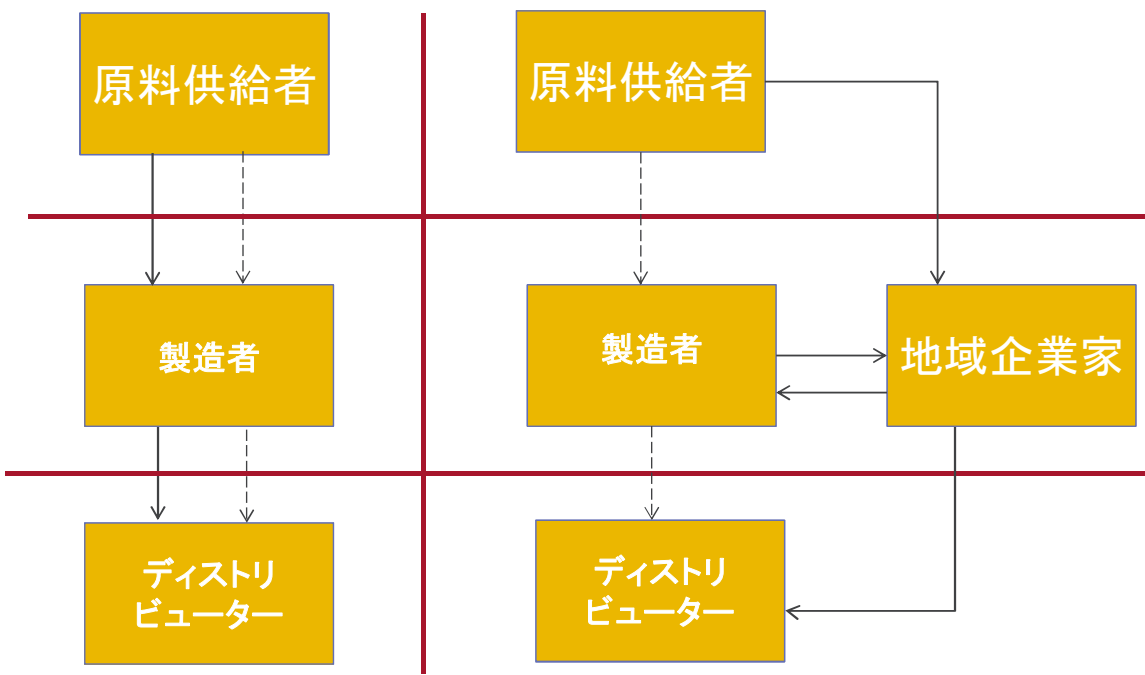 原料供給者
原料供給者
製造者
製造者
地域企業家
ディストリ
ビューター
ディストリ
ビューター